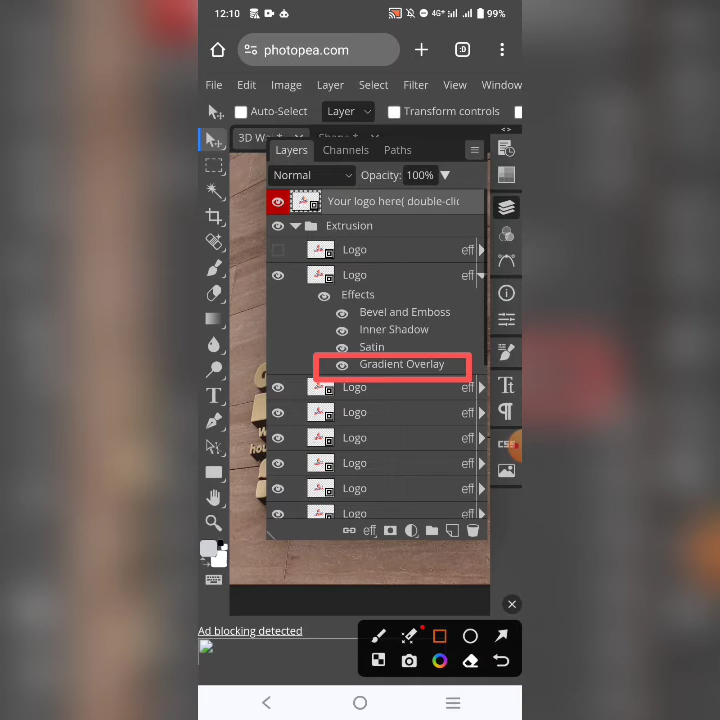 12:10
4G+
99%
photopea.com
:D
File Edit Image Layer Select Filter View Window
Auto-Select Layer Transform controls
Layers Channels Paths
Normal Opacity: 100%
Your logo here( double-clic
Extrusion
Logo eff
Logo eff
Effects
Bevel and Emboss
Inner Shadow
Satin
Gradient Overlay
Logo eff
Logo eff
Logo eff
Logo eff
Logo eff
Logo eff
eff
Tt
CSS
Ad blocking detected